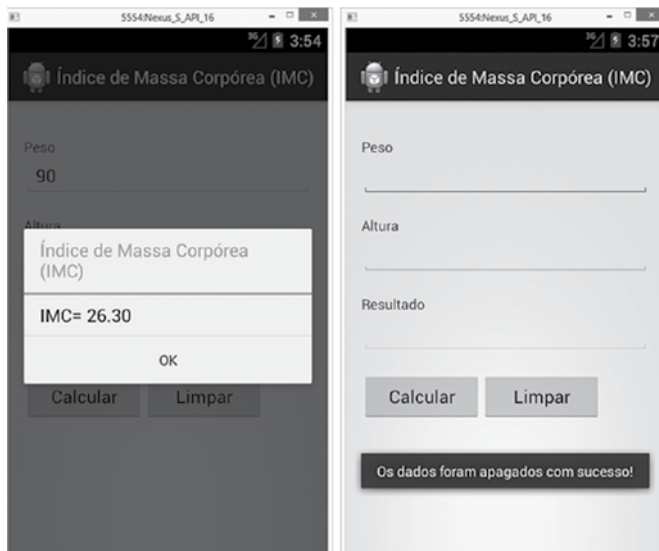 5554:Nexus_S_API_16
3G 3:54
Índice de Massa Corpórea (IMC)
Peso
90
Altura
Índice de Massa Corpórea
(IMC)
IMC= 26.30
OK
Calcular Limpar
5554:Nexus_S_API_16
3G 3:57
Índice de Massa Corpórea (IMC)
Peso
Altura
Resultado
Calcular Limpar
Os dados foram apagados com sucesso!